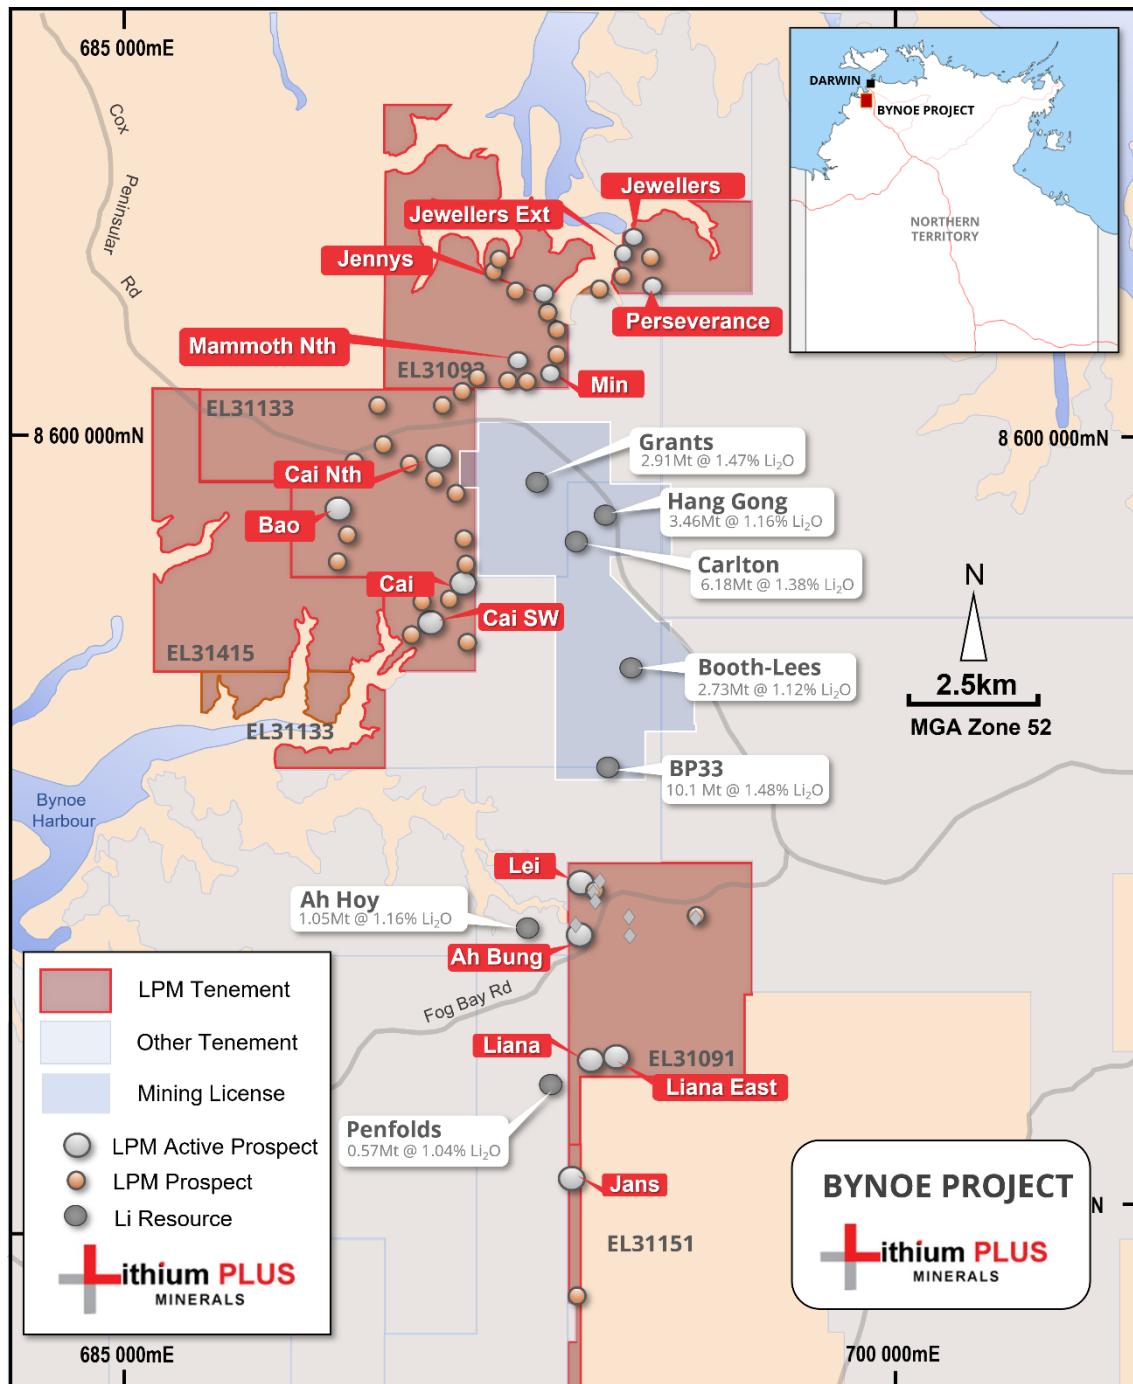 685 000mE
DARWIN
BYNOE PROJECT
NORTHERN
TERRITORY
Cox Peninsular Rd
Jewellers
Jewellers Ext
Jennys
Perseverance
Mammoth Nth
EL31093
Min
EL31133
8 600 000mN
8 600 000mN
Grants
2.91Mt @ 1.47% Li₂O
Cai Nth
Hang Gong
3.46Mt @ 1.16% Li₂O
Bao
Carlton
6.18Mt @ 1.38% Li₂O
N
Cai
Cai SW
EL31415
Booth-Lees
2.73Mt @ 1.12% Li₂O
2.5km
MGA Zone 52
EL31133
BP33
10.1 Mt @ 1.48% Li₂O
Bynoe
Harbour
Lei
Ah Hoy
1.05Mt @ 1.16% Li₂O
Ah Bung
Fog Bay Rd
Liana
EL31091
Liana East
Penfolds
0.57Mt @ 1.04% Li₂O
Jans
N
EL31151
LPM Tenement
Other Tenement
Mining License
LPM Active Prospect
LPM Prospect
Li Resource
Lithium PLUS
MINERALS
BYNOE PROJECT
Lithium PLUS
MINERALS
685 000mE
700 000mE